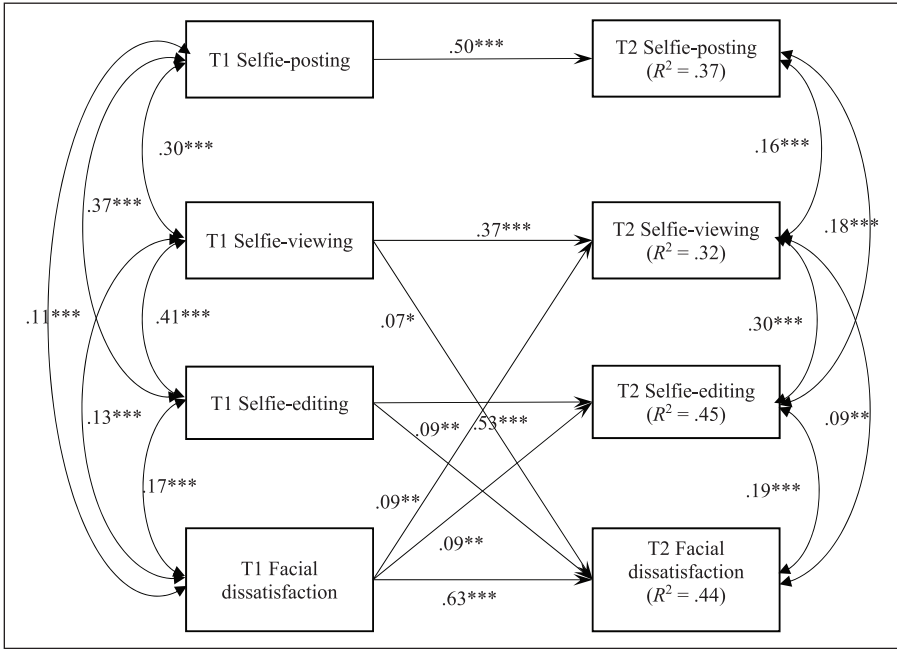 T1 Selfie-posting
.50***
T2 Selfie-posting
(R² = .37)
.30***
.16***
.37***
T1 Selfie-viewing
.37***
T2 Selfie-viewing
(R² = .32)
.18***
.11***
.41***
.07*
.30***
T1 Selfie-editing
T2 Selfie-editing
(R² = .45)
.13***
.09**
.53***
.09**
.17***
.09**
.19***
.09**
T1 Facial
dissatisfaction
.63***
T2 Facial
dissatisfaction
(R² = .44)